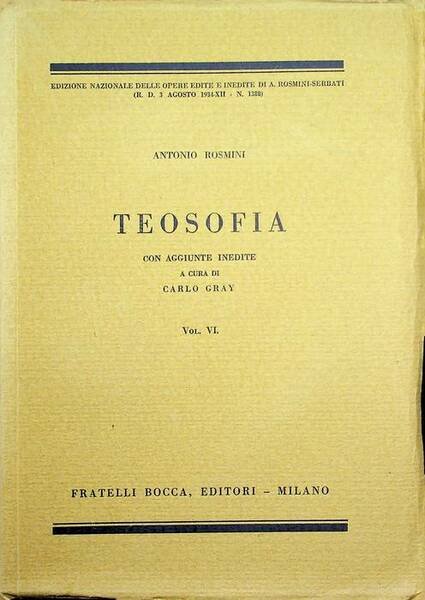 EDIZIONE NAZIONALE DELLE OPERE EDITE E INEDITE DI A. ROSMINI-SERBATI
(R. D. 3 AGOSTO 1934-XII - N. 1388)
ANTONIO ROSMINI
TEOSOFIA
CON AGGIUNTE INEDITE
A CURA DI
CARLO GRAY
VOL. VI.
FRATELLI BOCCA, EDITORI - MILANO